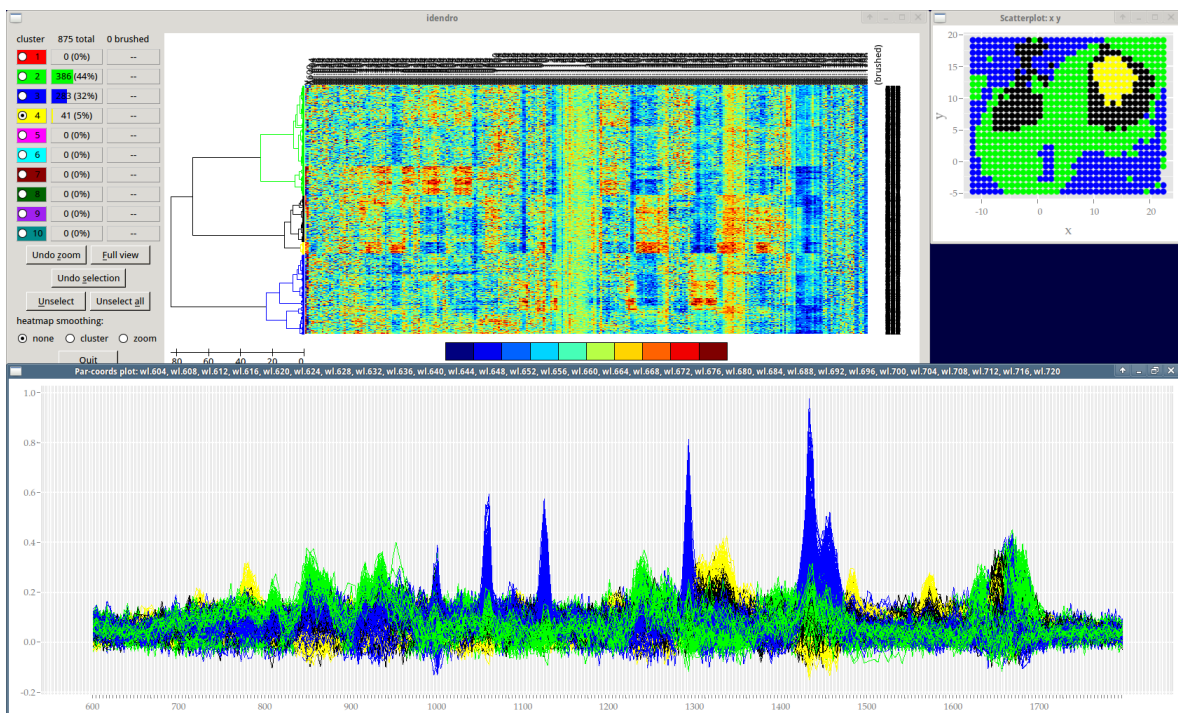 idendro
cluster 875 total 0 brushed
1 0 (0%) --
2 386 (44%) --
3 283 (32%) --
4 41 (5%) --
5 0 (0%) --
6 0 (0%) --
7 0 (0%) --
8 0 (0%) --
9 0 (0%) --
10 0 (0%) --
Undo zoom Full view
Undo selection
Unselect Unselect all
heatmap smoothing:
none cluster zoom
Quit
80 60 40 20 0
(brushed)
Scatterplot: x y
20
15
10
5
0
-5
y
-10 0 10 20
x
Par-coords plot: wl.604, wl.608, wl.612, wl.616, wl.620, wl.624, wl.628, wl.632, wl.636, wl.640, wl.644, wl.648, wl.652, wl.656, wl.660, wl.664, wl.668, wl.672, wl.676, wl.680, wl.684, wl.688, wl.692, wl.696, wl.700, wl.704, wl.708, wl.712, wl.716, wl.720
1.0
0.8
0.6
0.4
0.2
0.0
-0.2
600 700 800 900 1000 1100 1200 1300 1400 1500 1600 1700